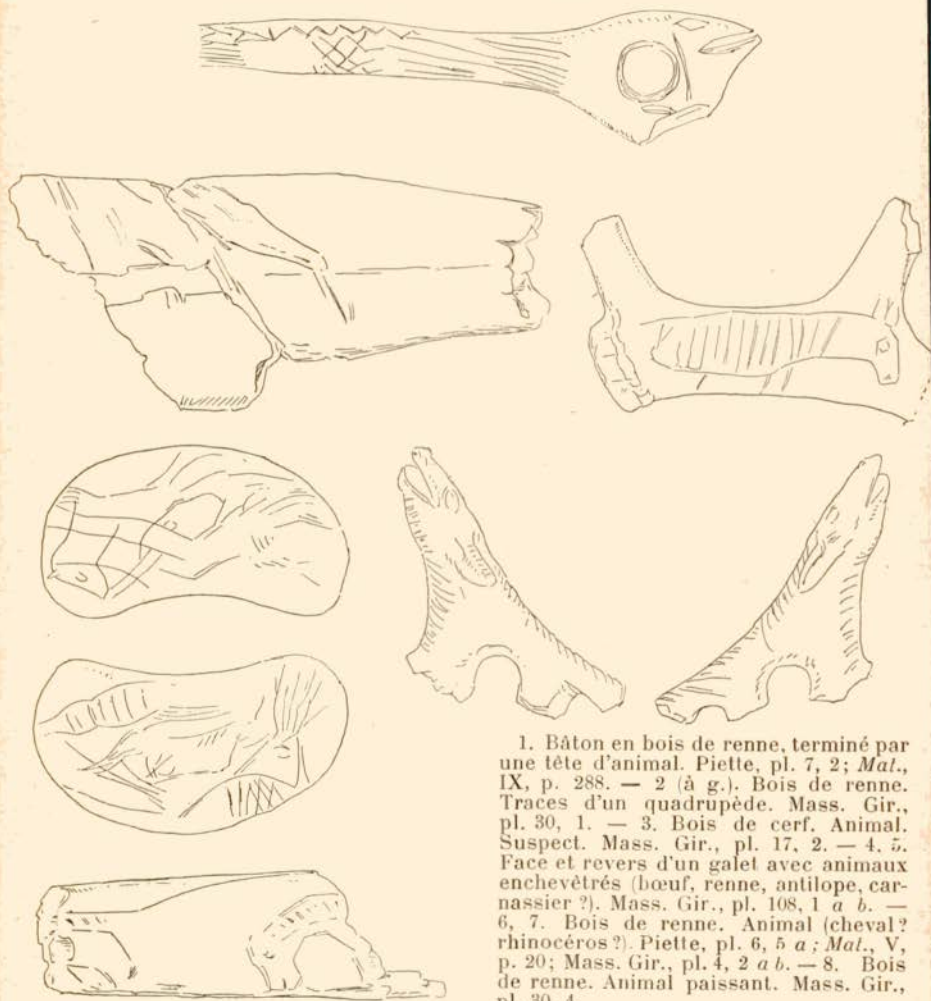 1. Bâton en bois de renne, terminé par
une tête d'animal. Piette, pl. 7, 2; Mat.,
IX, p. 288. — 2 (à g.). Bois de renne.
Traces d'un quadrupède. Mass. Gir.,
pl. 30, 1. — 3. Bois de cerf. Animal.
Suspect. Mass. Gir., pl. 17, 2. — 4, 5.
Face et revers d'un galet avec animaux
enchevêtrés (bœuf, renne, antilope, car-
nassier ?). Mass. Gir., pl. 108, 1 a b. —
6, 7. Bois de renne. Animal (cheval ?
rhinocéros ?). Piette, pl. 6, 5 a ; Mat., V,
p. 20; Mass. Gir., pl. 4, 2 a b. — 8. Bois
de renne. Animal paissant. Mass. Gir.,
pl. 30, 4.